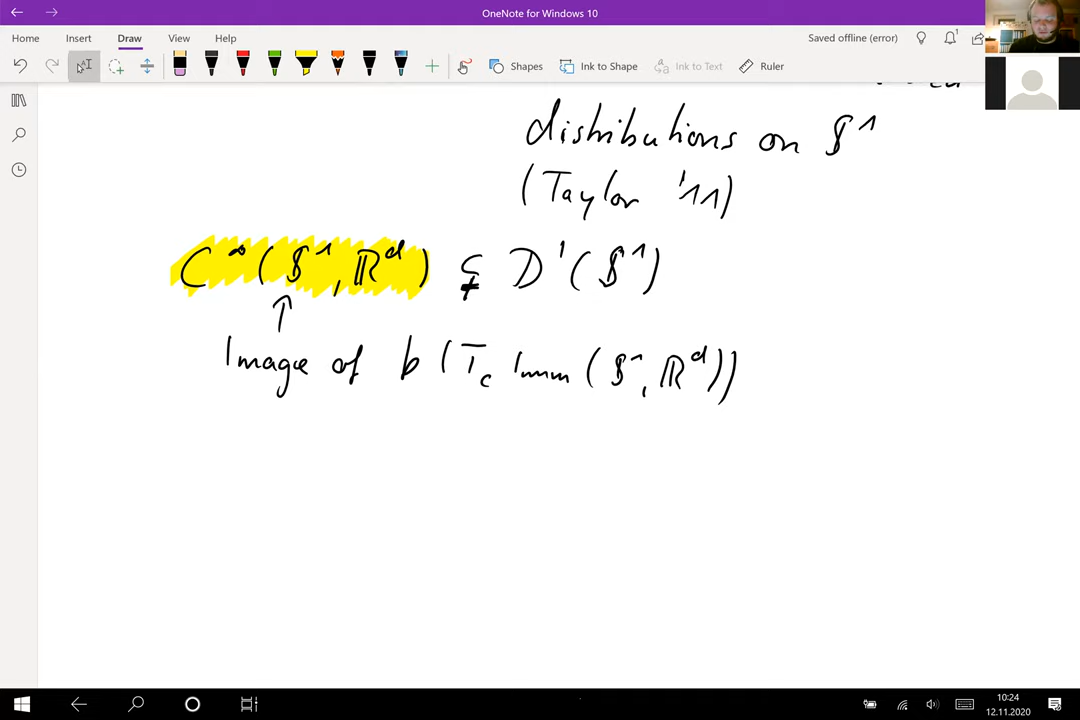 OneNote for Windows 10
Home Insert Draw View Help Saved offline (error)
Shapes Ink to Shape Ink to Text Ruler
distributions on 𝕊¹
(Taylor '11)
C^∞(𝕊¹, ℝ^d) ⊊ D'(𝕊¹)
↑
Image of b(T_c Imm(𝕊¹, ℝ^d))
10:24
12.11.2020